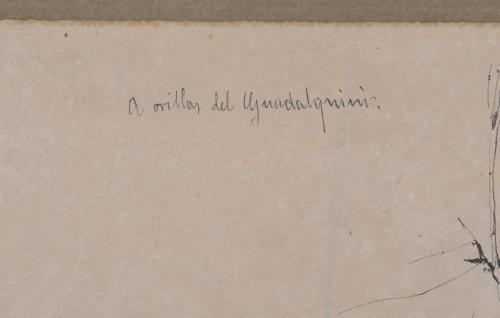 A orillas del Guadalquivir.